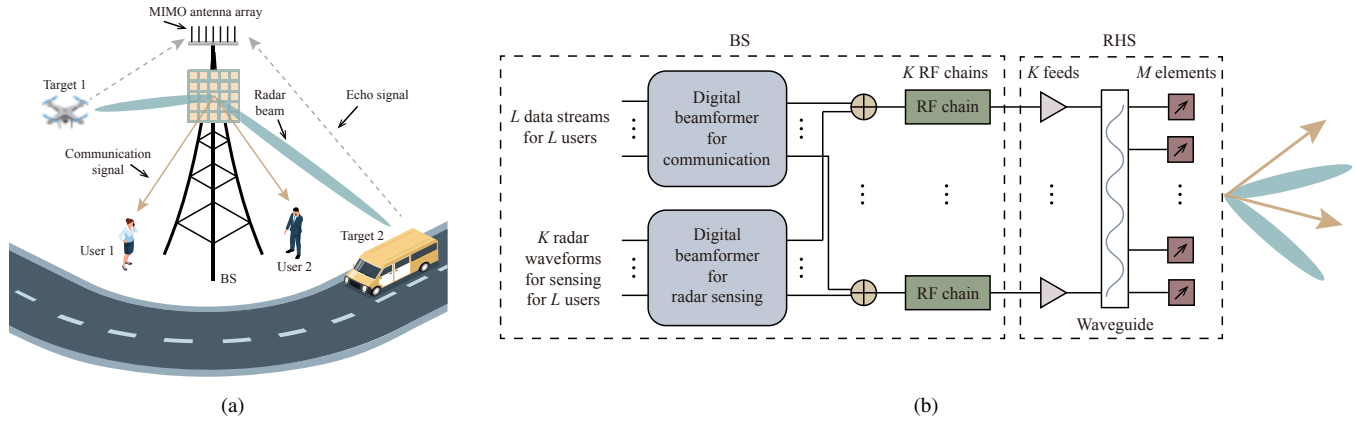 MIMO antenna array
Target 1
Radar
beam
Echo signal
Communication
signal
User 1
User 2
Target 2
BS
(a)
BS
RHS
L data streams
for L users
Digital
beamformer
for
communication
K RF chains
RF chain
K feeds
M elements
K radar
waveforms
for sensing
for L users
Digital
beamformer
for
radar sensing
RF chain
Waveguide
(b)